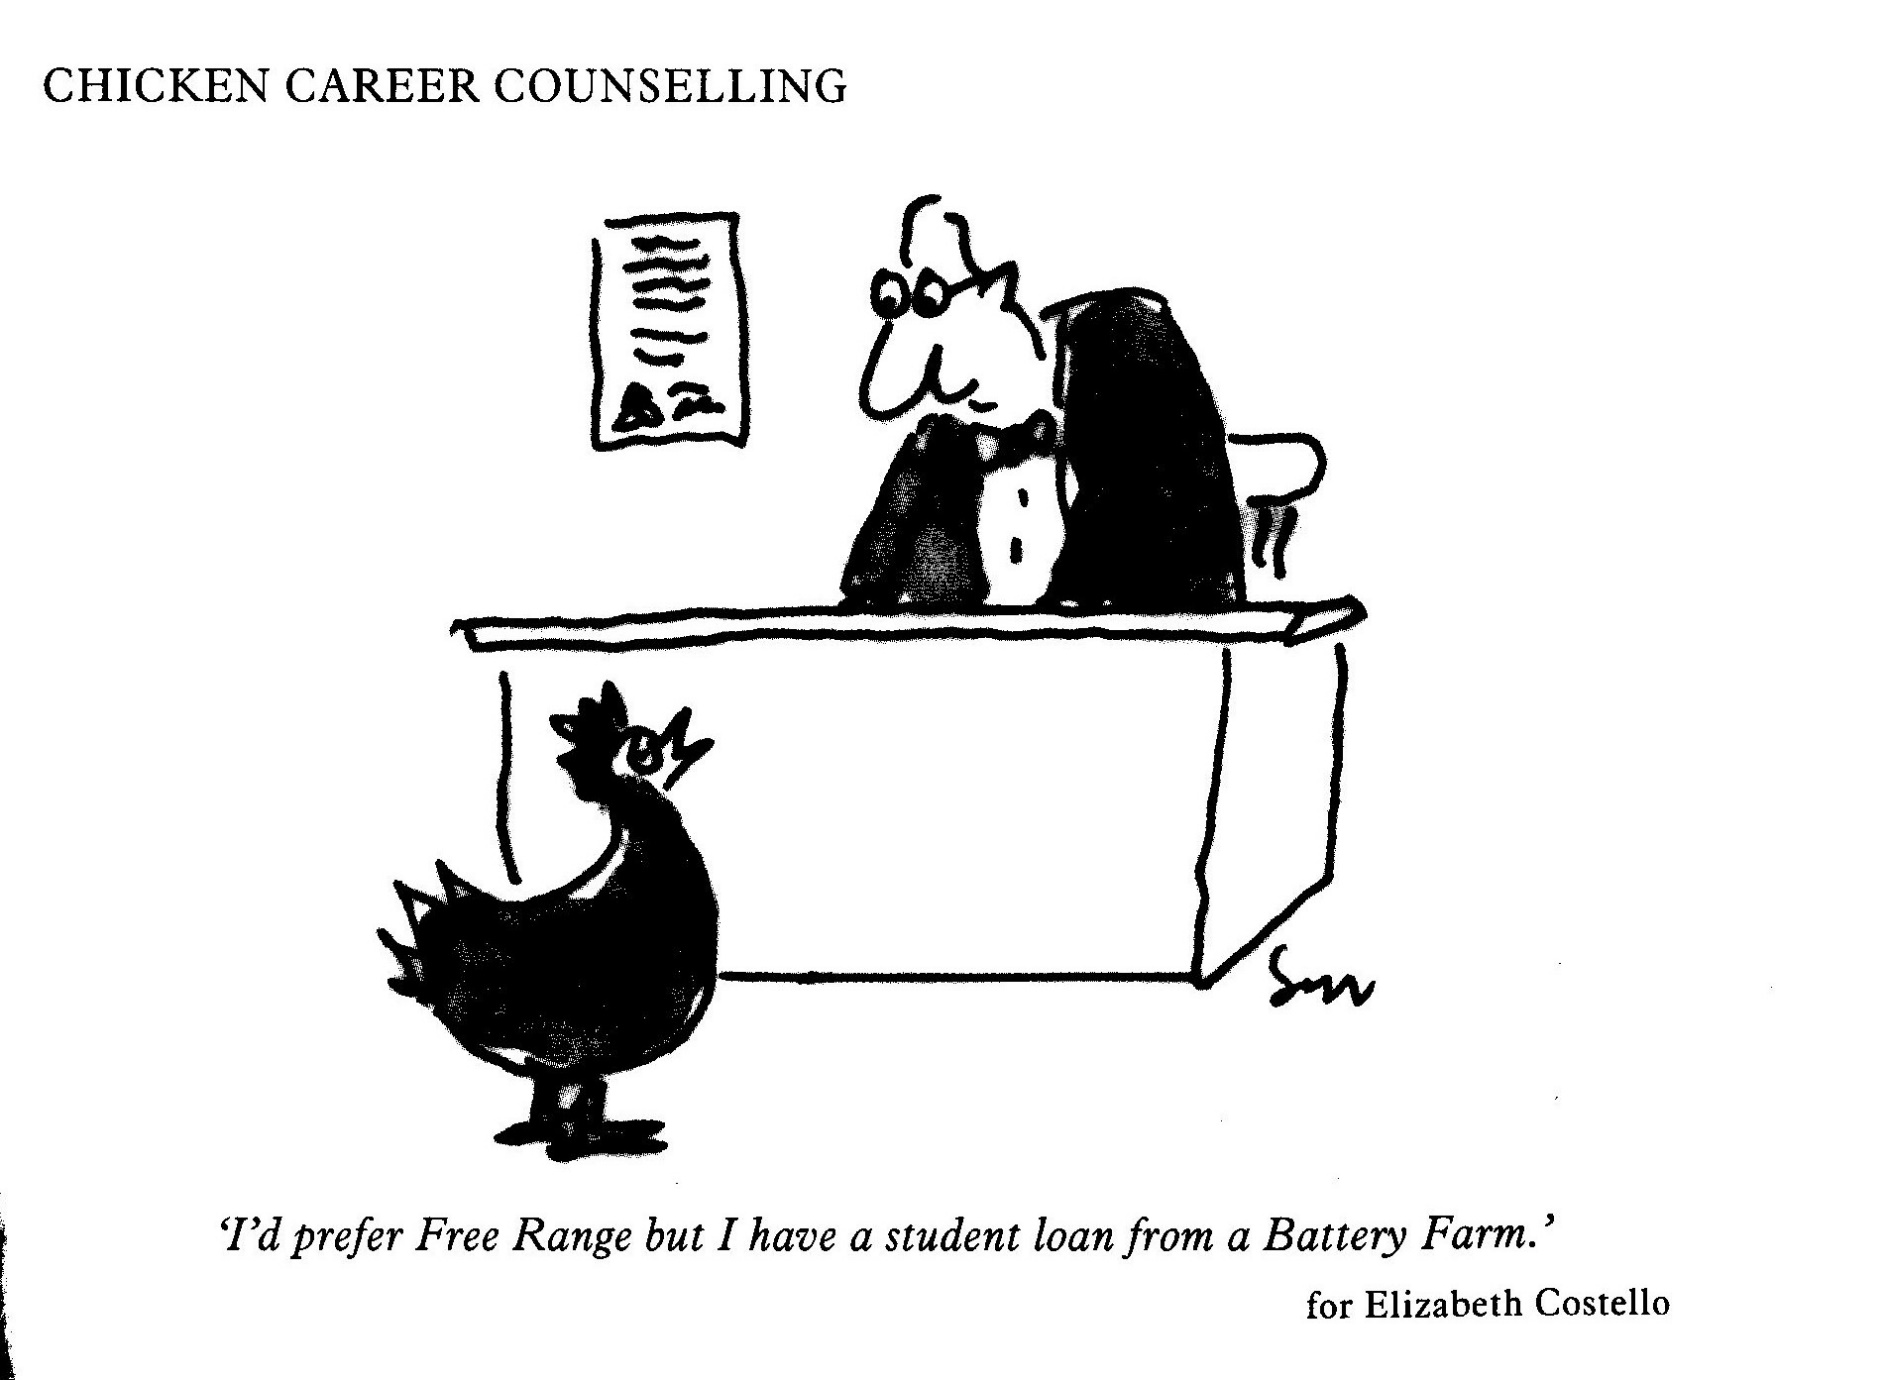 CHICKEN CAREER COUNSELLING
‘I’d prefer Free Range but I have a student loan from a Battery Farm.’
for Elizabeth Costello